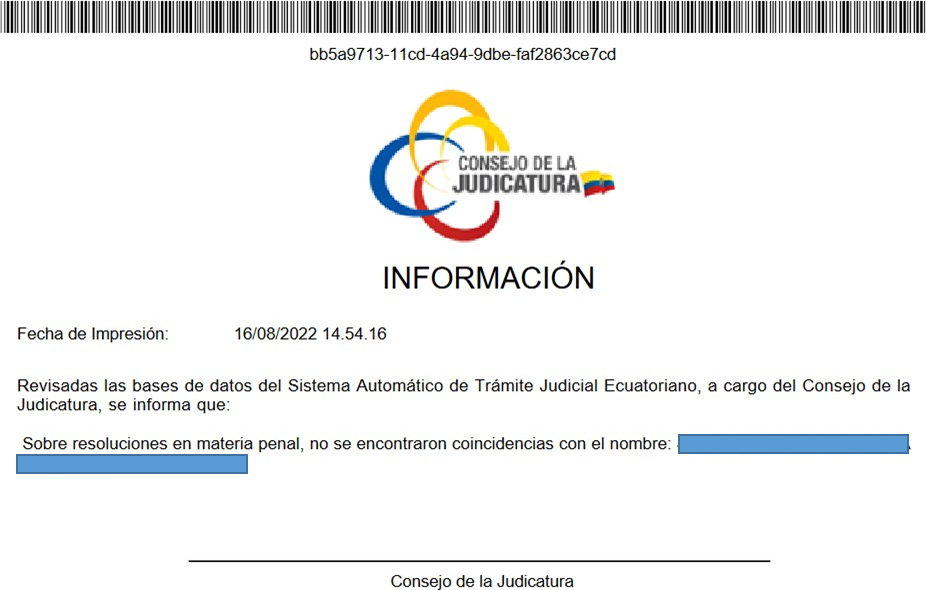 bb5a9713-11cd-4a94-9dbe-faf2863ce7cd
CONSEJO DE LA
JUDICATURA
INFORMACIÓN
Fecha de Impresión: 16/08/2022 14.54.16
Revisadas las bases de datos del Sistema Automático de Trámite Judicial Ecuatoriano, a cargo del Consejo de la
Judicatura, se informa que:
Sobre resoluciones en materia penal, no se encontraron coincidencias con el nombre:
Consejo de la Judicatura